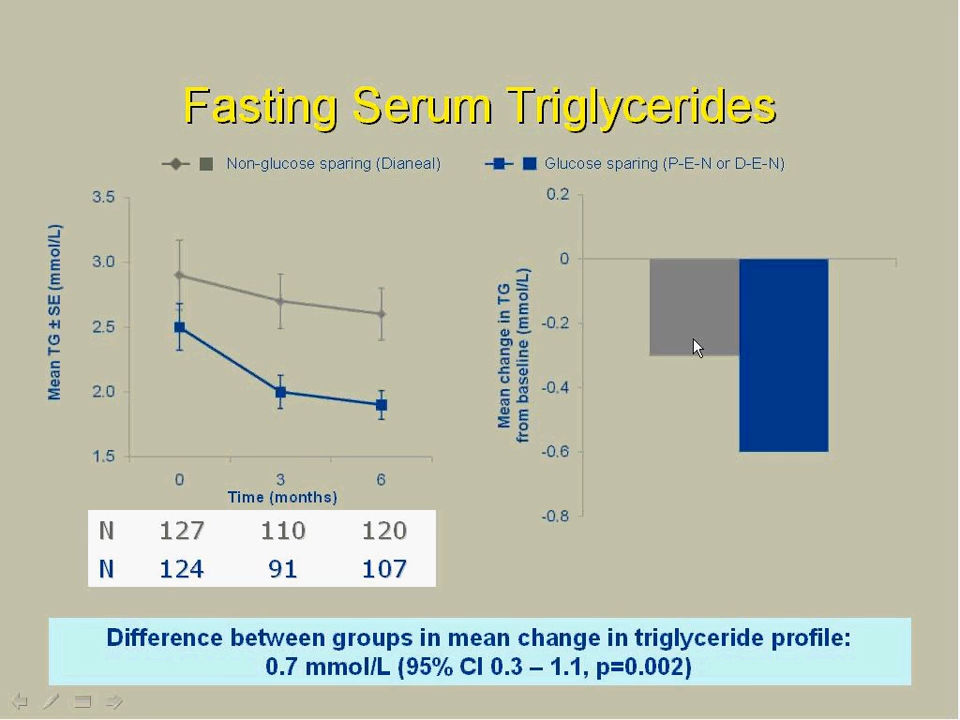 Fasting Serum Triglycerides
Non-glucose sparing (Dianeal)
Glucose sparing (P-E-N or D-E-N)
Mean TG ± SE (mmol/L)
3.5
3.0
2.5
2.0
1.5
0 3 6
Time (months)
Mean change in TG
from baseline (mmol/L)
0.2
0
-0.2
-0.4
-0.6
-0.8
N 127 110 120
N 124 91 107
Difference between groups in mean change in triglyceride profile:
0.7 mmol/L (95% CI 0.3 – 1.1, p=0.002)